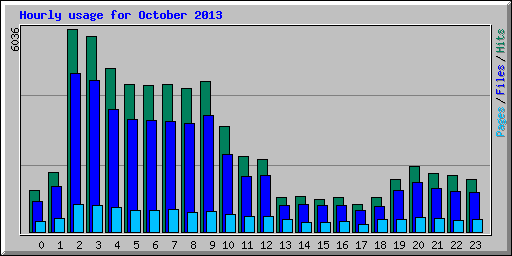 Hourly usage for October 2013
6036
Pages / Files / Hits
0 1 2 3 4 5 6 7 8 9 10 11 12 13 14 15 16 17 18 19 20 21 22 23